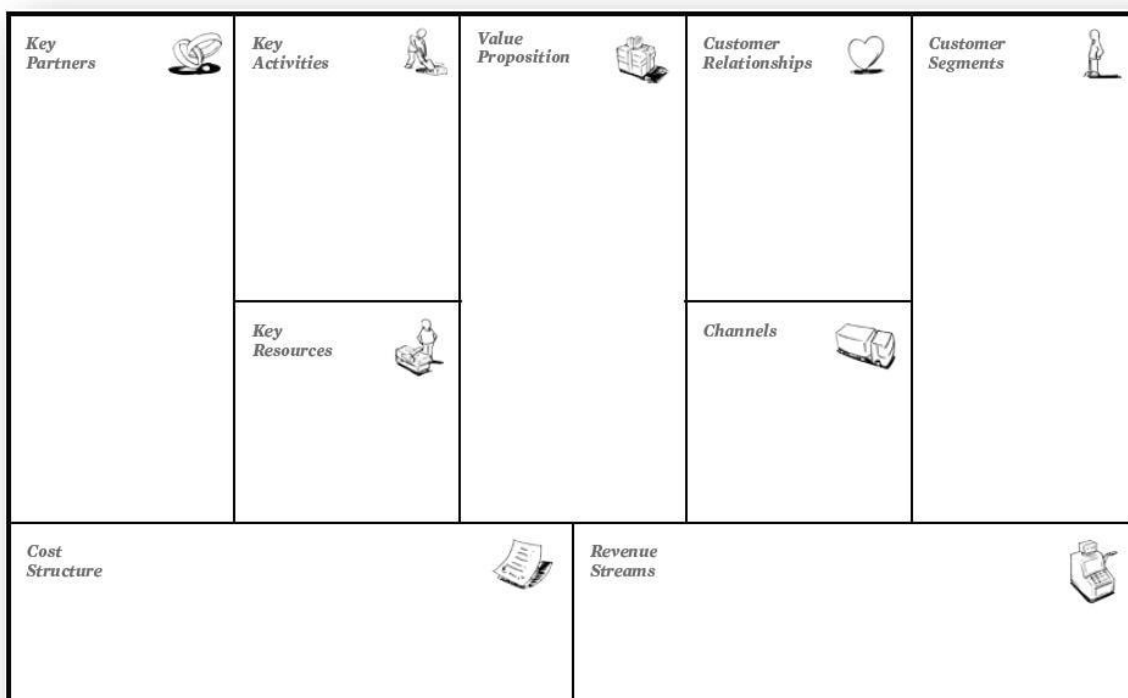 Key
Partners
Key
Activities
Value
Proposition
Customer
Relationships
Customer
Segments
Key
Resources
Channels
Cost
Structure
Revenue
Streams